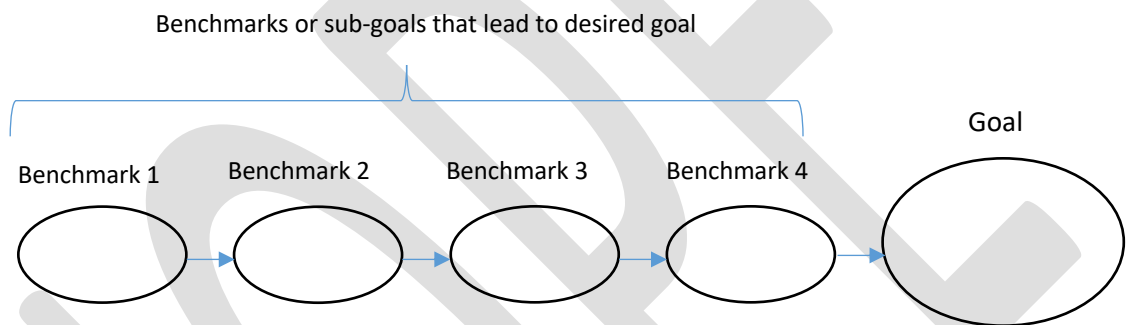 Benchmarks or sub-goals that lead to desired goal
Goal
Benchmark 1
Benchmark 2
Benchmark 3
Benchmark 4